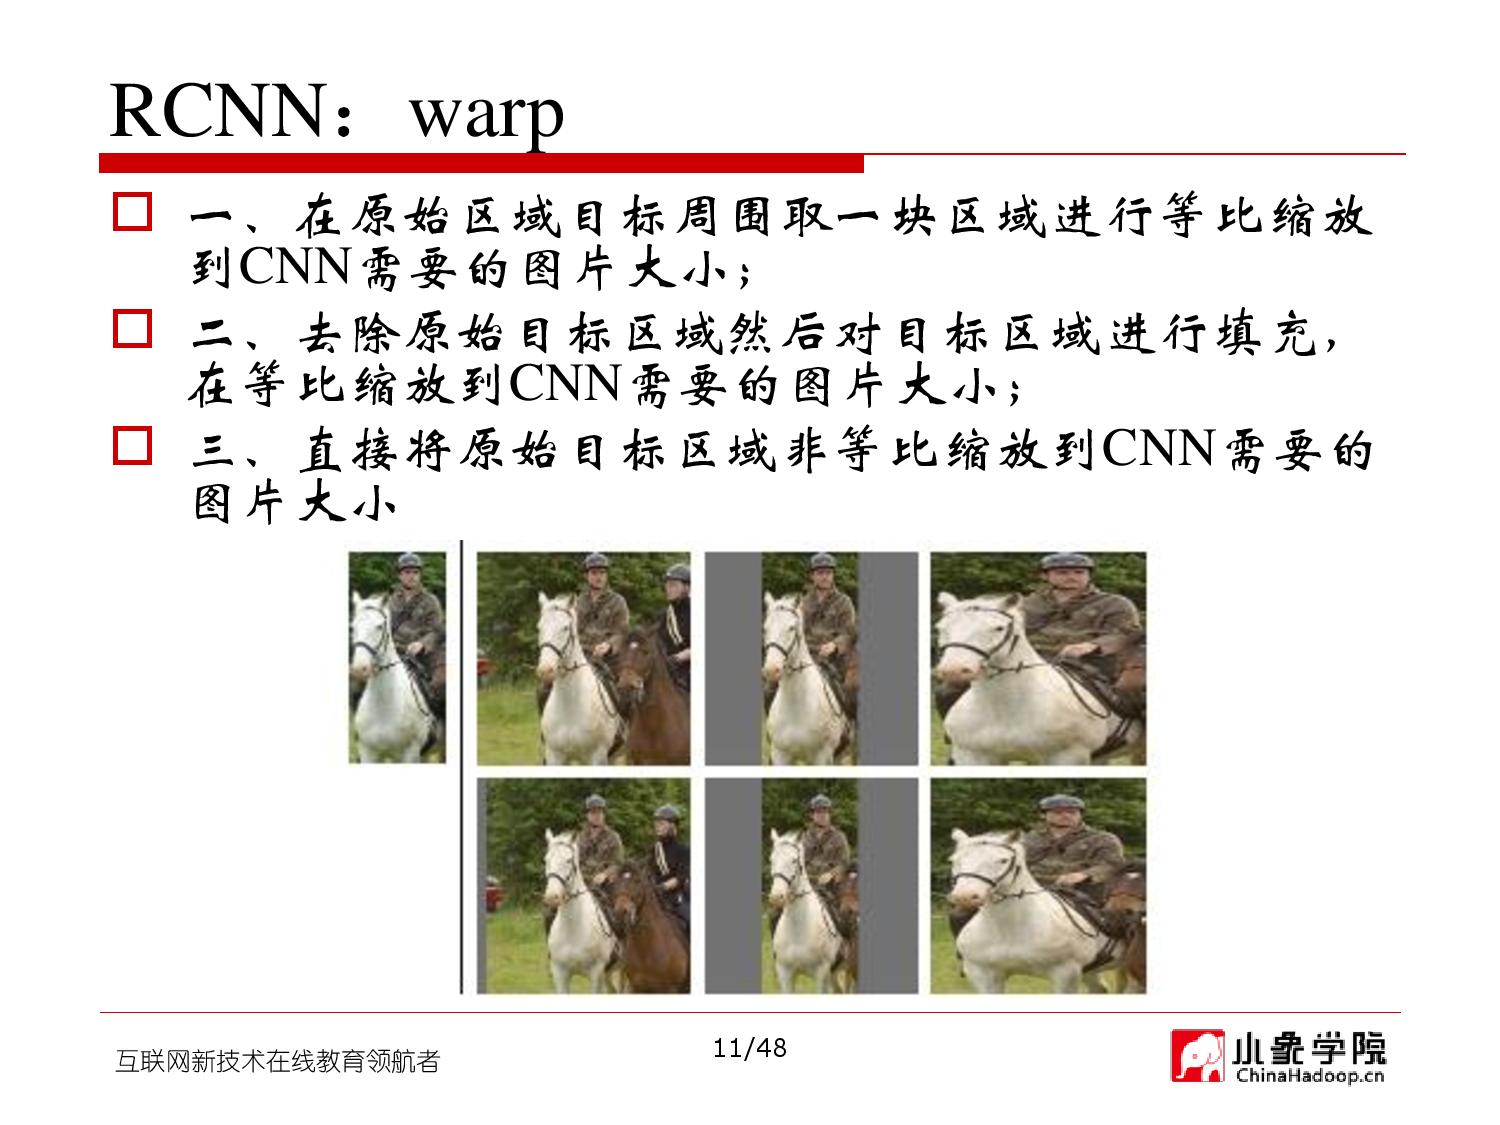 RCNN：warp
一、在原始区域目标周围取一块区域进行等比缩放
到CNN需要的图片大小；
二、去除原始目标区域然后对目标区域进行填充，
在等比缩放到CNN需要的图片大小；
三、直接将原始目标区域非等比缩放到CNN需要的
图片大小
互联网新技术在线教育领航者
11/48
小象学院
ChinaHadoop.cn